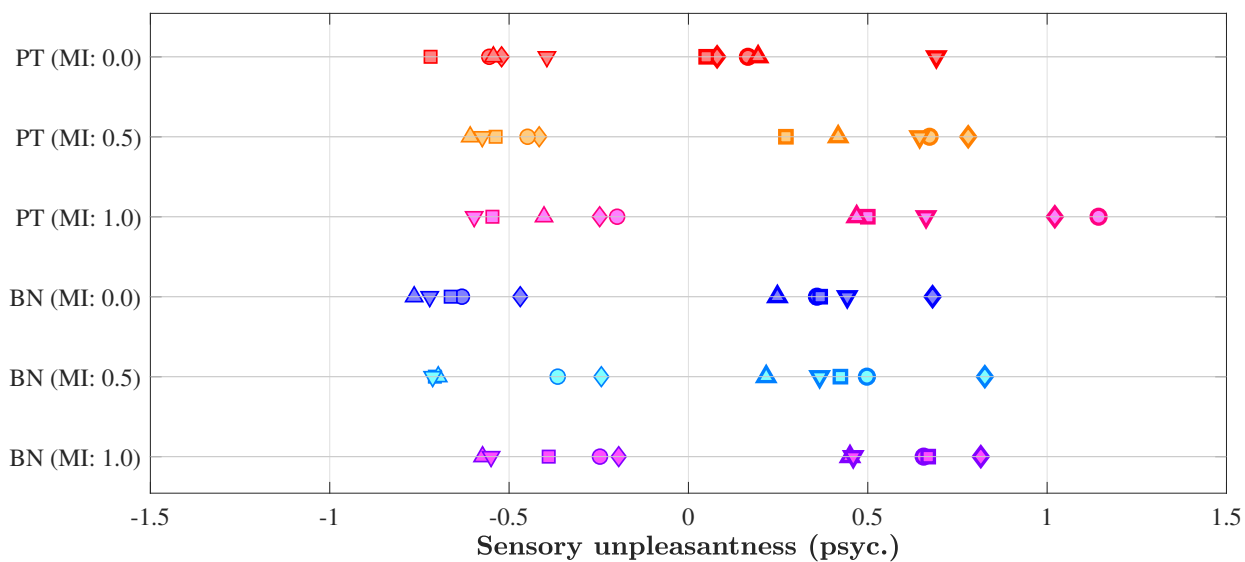 PT (MI: 0.0)
PT (MI: 0.5)
PT (MI: 1.0)
BN (MI: 0.0)
BN (MI: 0.5)
BN (MI: 1.0)
-1.5 -1 -0.5 0 0.5 1 1.5
Sensory unpleasantness (psyc.)